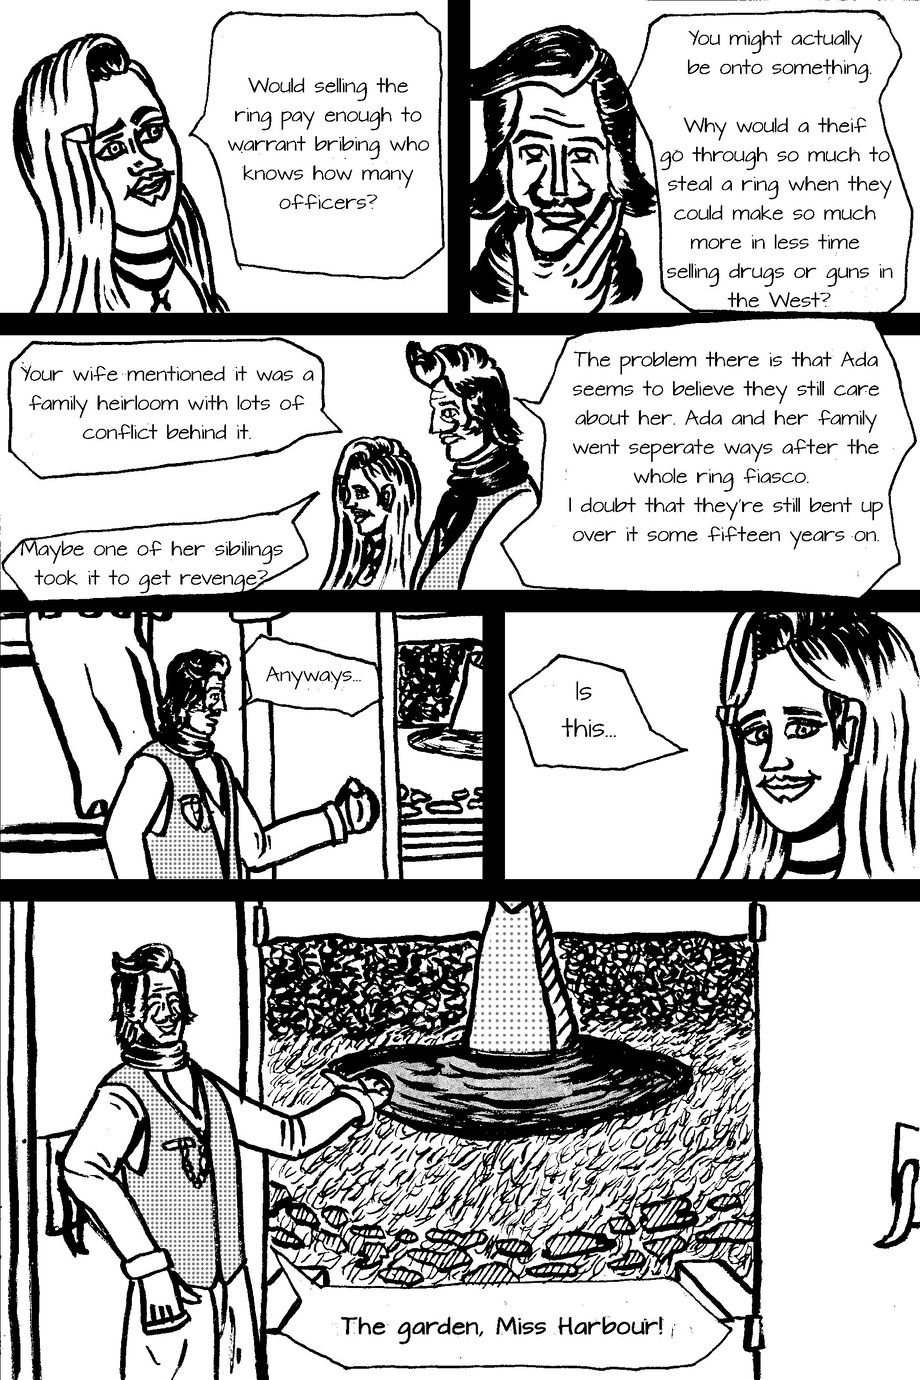 Would selling the
ring pay enough to
warrant bribing who
knows how many
officers?
You might actually
be onto something.
Why would a theif
go through so much to
steal a ring when they
could make so much
more in less time
selling drugs or guns in
the West?
Your wife mentioned it was a
family heirloom with lots of
conflict behind it.
The problem there is that Ada
seems to believe they still care
about her. Ada and her family
went seperate ways after the
whole ring fiasco.
I doubt that they're still bent up
over it some fifteen years on.
Maybe one of her sibilings
took it to get revenge?
Anyways...
Is
this...
The garden, Miss Harbour!